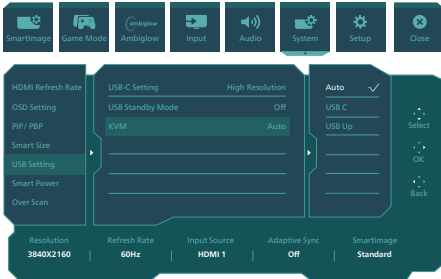 SmartImage Game Mode Ambiglow Input Audio System Setup Close
ambiglow
HDMI Refresh Rate USB-C Setting High Resolution Auto
OSD Setting USB Standby Mode Off USB C
PIP/ PBP KVM Auto USB Up
Smart Size
USB Setting
Smart Power
Over Scan
Select
OK
Back
Resolution Refresh Rate Input Source Adaptive Sync SmartImage
3840X2160 | 60Hz | HDMI 1 | Off | Standard